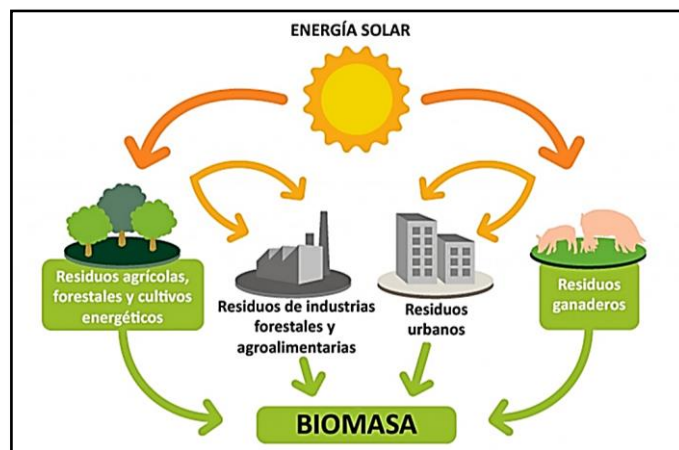 ENERGÍA SOLAR
Residuos agrícolas,
forestales y cultivos
energéticos
Residuos de industrias
forestales y
agroalimentarias
Residuos
urbanos
Residuos
ganaderos
BIOMASA